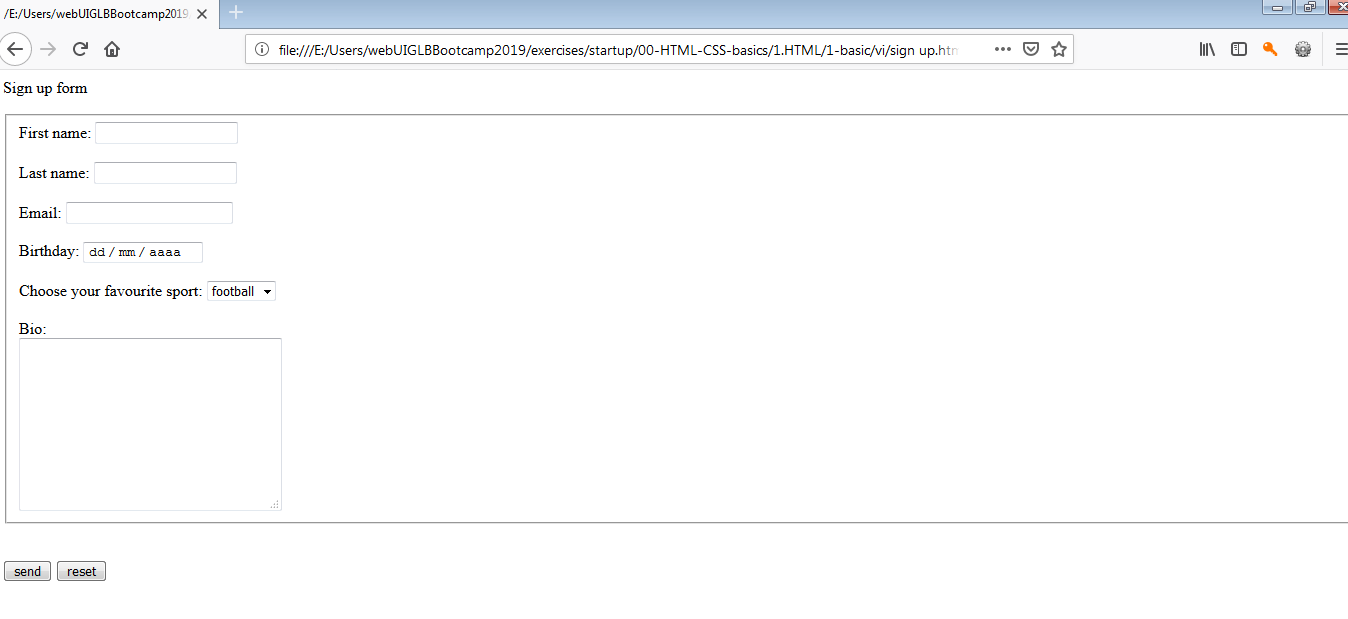 /E:/Users/webUIGLBBootcamp2019
file:///E:/Users/webUIGLBBootcamp2019/exercises/startup/00-HTML-CSS-basics/1.HTML/1-basic/vi/sign up.htm
Sign up form
First name:
Last name:
Email:
Birthday: dd / mm / aaaa
Choose your favourite sport: football
Bio:
send reset